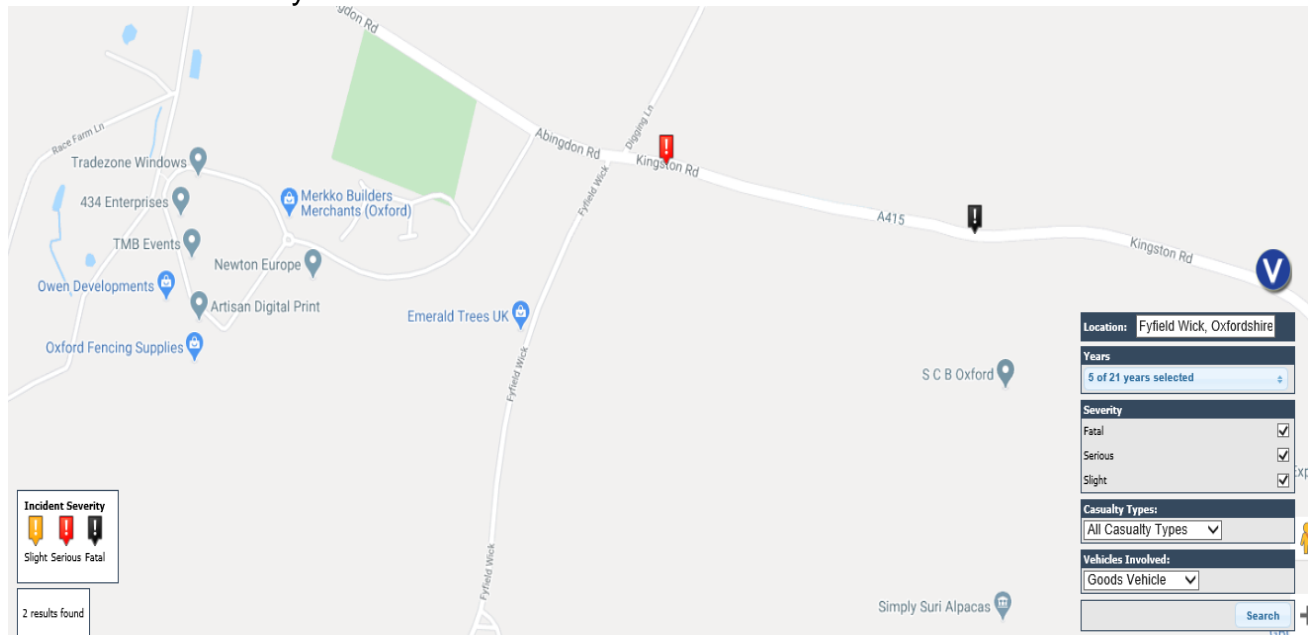 Abingdon Rd
Race Farm Ln
Tradezone Windows
434 Enterprises
TMB Events
Owen Developments
Oxford Fencing Supplies
Merkko Builders
Merchants (Oxford)
Newton Europe
Artisan Digital Print
Abingdon Rd
Digging Ln
Kingston Rd
Fyfield Wick
A415
Kingston Rd
V
Emerald Trees UK
Fyfield Wick
S C B Oxford
Fyfield Wick
Simply Suri Alpacas
Location: Fyfield Wick, Oxfordshire
Years
5 of 21 years selected
Severity
Fatal
Serious
Slight
Casualty Types:
All Casualty Types
Vehicles Involved:
Goods Vehicle
Search
Incident Severity
Slight Serious Fatal
2 results found